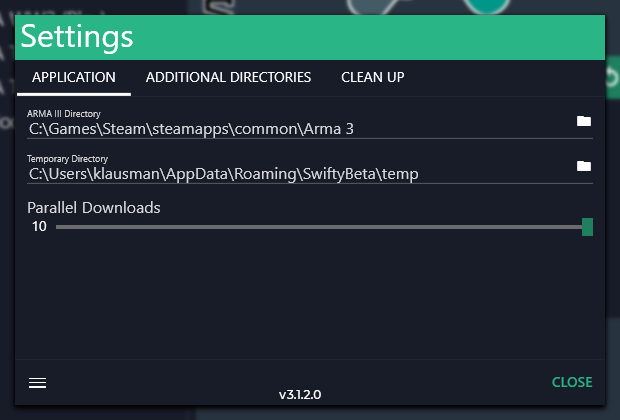 Settings
APPLICATION ADDITIONAL DIRECTORIES CLEAN UP
ARMA III Directory
C:\Games\Steam\steamapps\common\Arma 3
Temporary Directory
C:\Users\klausman\AppData\Roaming\SwiftyBeta\temp
Parallel Downloads
10
CLOSE
v3.1.2.0